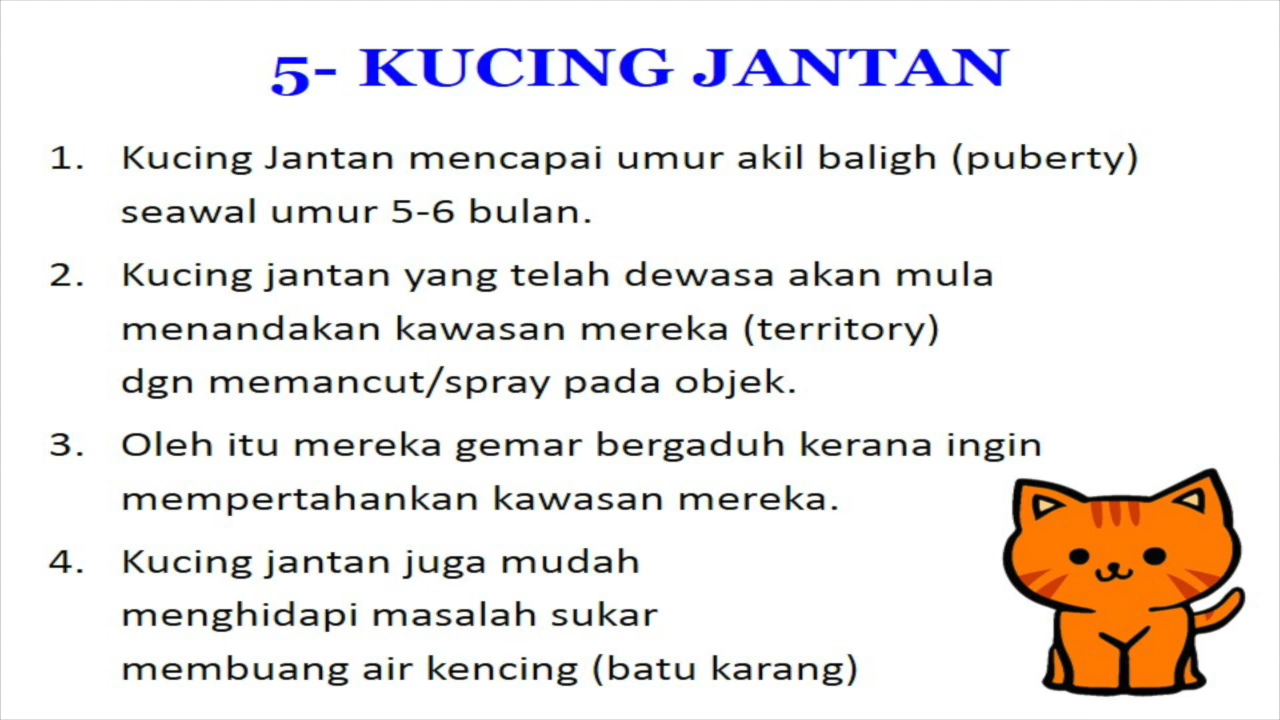 5- KUCING JANTAN
1. Kucing Jantan mencapai umur akil baligh (puberty)
seawal umur 5-6 bulan.
2. Kucing jantan yang telah dewasa akan mula
menandakan kawasan mereka (territory)
dgn memancut/spray pada objek.
3. Oleh itu mereka gemar bergaduh kerana ingin
mempertahankan kawasan mereka.
4. Kucing jantan juga mudah
menghidapi masalah sukar
membuang air kencing (batu karang)